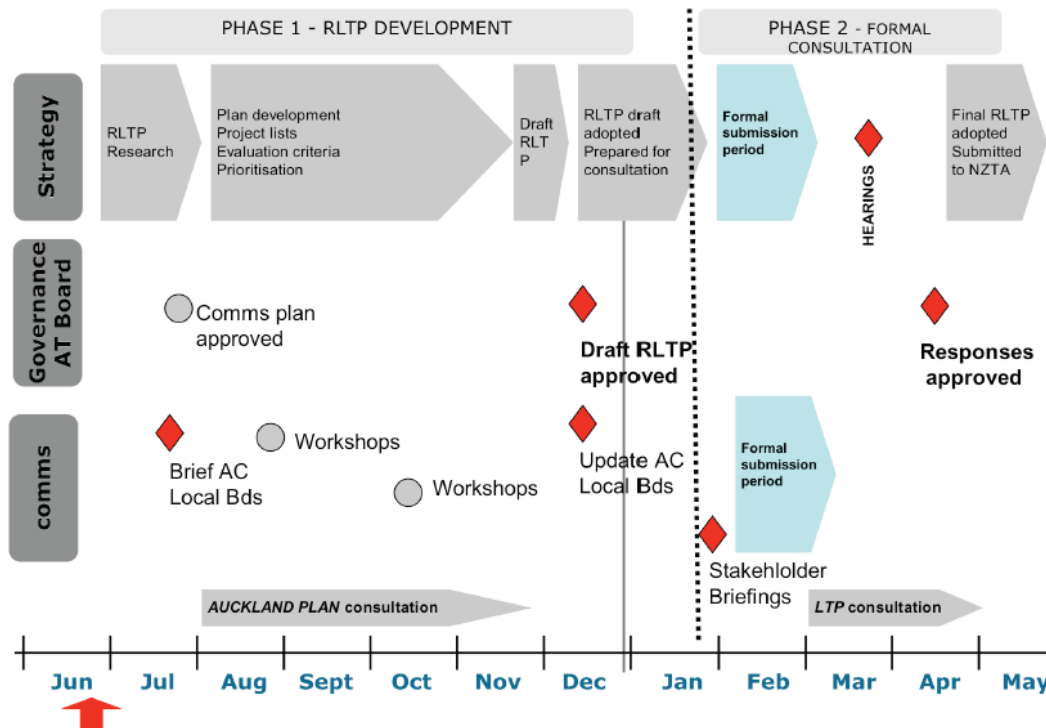 PHASE 1 - RLTP DEVELOPMENT
PHASE 2 - FORMAL
CONSULTATION
Strategy
RLTP
Research
Plan development
Project lists
Evaluation criteria
Prioritisation
Draft
RLT
P
RLTP draft
adopted
Prepared for
consultation
Formal
submission
period
HEARINGS
Final RLTP
adopted
Submitted
to NZTA
Governance
AT Board
Comms plan
approved
Draft RLTP
approved
Responses
approved
comms
Brief AC
Local Bds
Workshops
Workshops
Update AC
Local Bds
Formal
submission
period
Stakehlolder
Briefings
AUCKLAND PLAN consultation
LTP consultation
Jun Jul Aug Sept Oct Nov Dec Jan Feb Mar Apr May